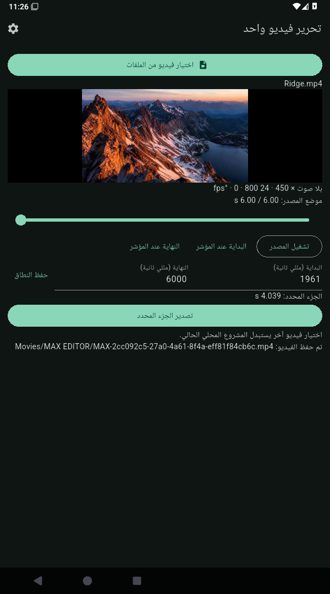 11:26
تحرير فيديو واحد
اختيار فيديو من الملفات
Ridge.mp4
بلا صوت • 450 × 800 · 24 fps · 0°
موضع المصدر: 6.00 / 6.00 s
تشغيل المصدر
البداية عند المؤشر
النهاية عند المؤشر
البداية (مللي ثانية)
1961
النهاية (مللي ثانية)
6000
حفظ النطاق
الجزء المحدد: 4.039 s
تصدير الجزء المحدد
اختيار فيديو آخر يستبدل المشروع المحلي الحالي.
تم حفظ الفيديو: Movies/MAX EDITOR/MAX-2cc092c5-27a0-4a61-8f4a-eff81f84cb6c.mp4